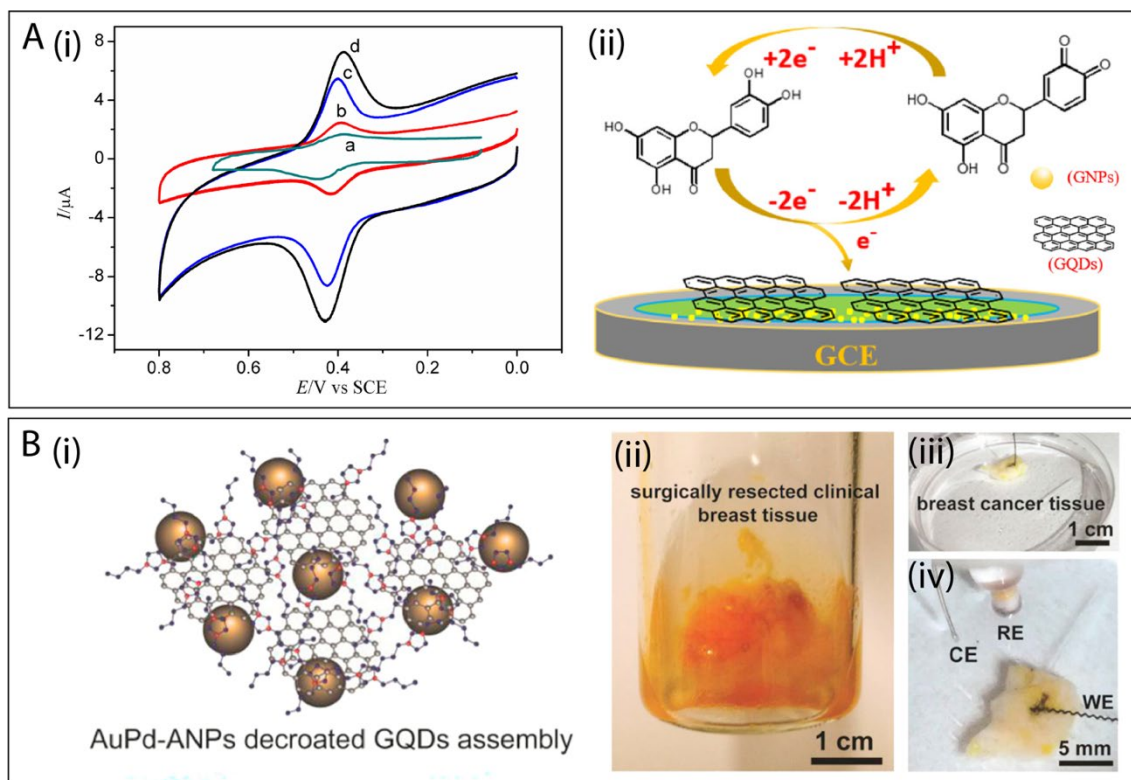 A (i)
8
4
0
-4
-8
-12
I/µA
d
c
b
a
0.8 0.6 0.4 0.2 0.0
E/V vs SCE
(ii)
+2e⁻ +2H⁺
OH
OH
HO
O
OH
O
O
O
HO
O
OH
O
-2e⁻ -2H⁺
e⁻
(GNPs)
(GQDs)
GCE
B (i)
AuPd-ANPs decroated GQDs assembly
(ii)
surgically resected clinical
breast tissue
1 cm
(iii)
breast cancer tissue
1 cm
(iv)
CE
RE
WE
5 mm